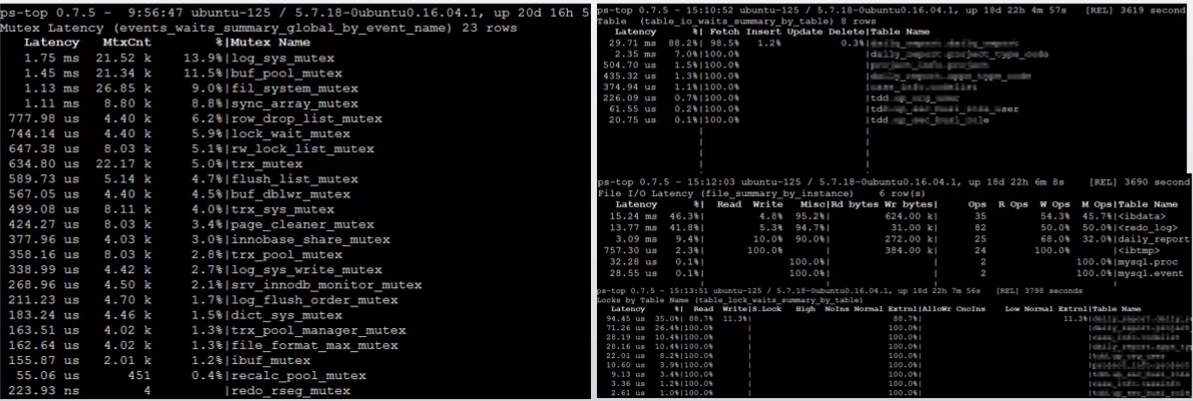 ps-top 0.7.5 -  9:56:47 ubuntu-125 / 5.7.18-0ubuntu0.16.04.1, up 20d 16h 5
Mutex Latency (events_waits_summary_global_by_event_name) 23 rows
Latency   MtxCnt        %|Mutex Name
1.75 ms  21.52 k    13.9%|log_sys_mutex
1.45 ms  21.34 k    11.5%|buf_pool_mutex
1.13 ms  26.85 k     9.0%|fil_system_mutex
1.11 ms   8.80 k     8.8%|sync_array_mutex
777.98 us   4.40 k     6.2%|row_drop_list_mutex
744.14 us   4.40 k     5.9%|lock_wait_mutex
647.38 us   8.03 k     5.1%|rw_lock_list_mutex
634.80 us  22.17 k     5.0%|trx_mutex
589.73 us   5.14 k     4.7%|flush_list_mutex
567.05 us   4.40 k     4.5%|buf_dblwr_mutex
499.08 us   8.11 k     4.0%|trx_sys_mutex
424.27 us   8.03 k     3.4%|page_cleaner_mutex
377.96 us   4.03 k     3.0%|innobase_share_mutex
358.16 us   8.03 k     2.8%|trx_pool_mutex
338.99 us   4.42 k     2.7%|log_sys_write_mutex
268.96 us   4.50 k     2.1%|srv_innodb_monitor_mutex
211.23 us   4.70 k     1.7%|log_flush_order_mutex
183.24 us   4.46 k     1.5%|dict_sys_mutex
163.51 us   4.02 k     1.3%|trx_pool_manager_mutex
162.64 us   4.02 k     1.3%|file_format_max_mutex
155.87 us   2.01 k     1.2%|ibuf_mutex
55.06 us      451     0.4%|recalc_pool_mutex
223.93 ns        4          |redo_rseg_mutex
ps-top 0.7.5 - 15:10:52 ubuntu-125 / 5.7.18-0ubuntu0.16.04.1, up 18d 22h 4m 57s   [REL] 3619 second
Table  (table_io_waits_summary_by_table) 8 rows
Latency      %| Fetch Insert Update Delete|Table Name
29.71 ms  88.2%| 98.5%   1.2%          0.3%|
2.35 ms   7.0%|100.0%                     |
504.70 us   1.5%|100.0%                     |
435.32 us   1.3%|100.0%                     |
374.94 us   1.1%|100.0%                     |
226.09 us   0.7%|100.0%                     |
61.55 us   0.2%|100.0%                     |
20.75 us   0.1%|100.0%                     |
ps-top 0.7.5 - 15:12:03 ubuntu-125 / 5.7.18-0ubuntu0.16.04.1, up 18d 22h 6m 8s   [REL] 3690 second
File I/O Latency (file_summary_by_instance)    6 row(s)
Latency      %|  Read  Write   Misc|Rd bytes Wr bytes|     Ops  R Ops  W Ops  M Ops|Table Name
15.24 ms  46.3%|         4.8%  95.2%|         624.00 k|      35         54.3%  45.7%|<ibdata>
13.77 ms  41.8%|         5.3%  94.7%|          31.00 k|      82         50.0%  50.0%|<redo_log>
3.09 ms   9.4%|        10.0%  90.0%|         272.00 k|      25         68.0%  32.0%|daily_report
757.30 us   2.3%|       100.0%       |         384.00 k|      24        100.0%       |<ibtmp>
32.28 us   0.1%|              100.0%|                 |       2               100.0%|mysql.proc
28.55 us   0.1%|              100.0%|                 |       2               100.0%|mysql.event
ps-top 0.7.5 - 15:13:51 ubuntu-125 / 5.7.18-0ubuntu0.16.04.1, up 18d 22h 7m 56s   [REL] 3798 seconds
Locks by Table Name (table_lock_waits_summary_by_table)
Latency      %|  Read  Write|S.Lock   High  NoIns Normal Extrnl|AlloWr CncIns    Low Normal Extrnl|Table Name
94.45 us  35.0%| 88.7%  11.3%|                            88.7%|                            11.3%|
71.26 us  26.4%|100.0%       |                           100.0%|                                 |
28.19 us  10.4%|100.0%       |                           100.0%|                                 |
28.16 us  10.4%|100.0%       |                           100.0%|                                 |
22.01 us   8.2%|100.0%       |                           100.0%|                                 |
10.60 us   3.9%|100.0%       |                           100.0%|                                 |
9.13 us   3.4%|100.0%       |                           100.0%|                                 |
3.36 us   1.2%|100.0%       |                           100.0%|                                 |
2.61 us   1.0%|100.0%       |                           100.0%|                                 |